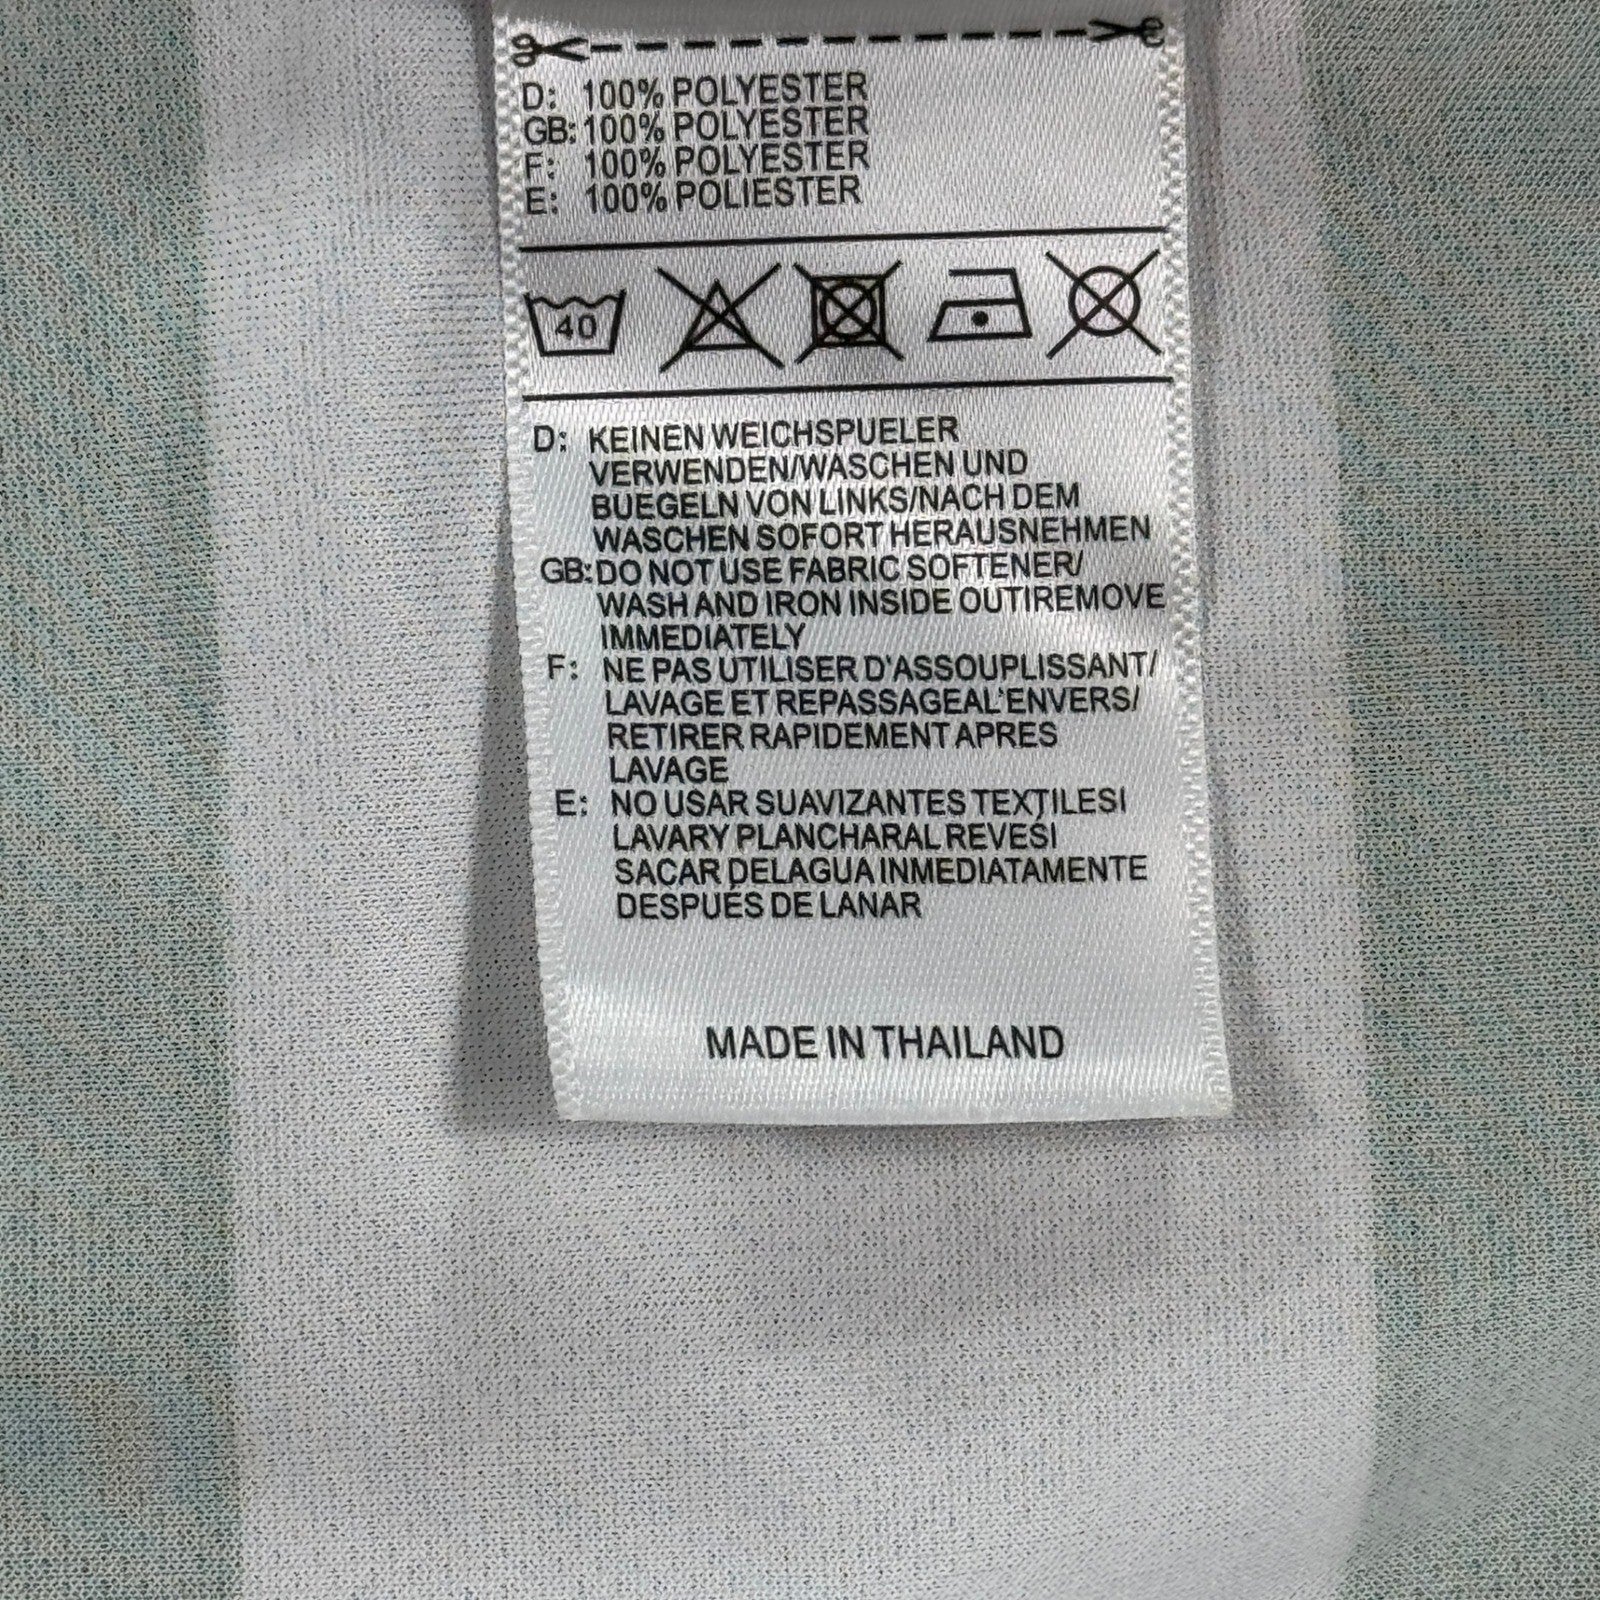 D: 100% POLYESTER
GB: 100% POLYESTER
F: 100% POLYESTER
E: 100% POLIESTER
40
D: KEINEN WEICHSPUELER
VERWENDEN/WASCHEN UND
BUEGELN VON LINKS/NACH DEM
WASCHEN SOFORT HERAUSNEHMEN
GB: DO NOT USE FABRIC SOFTENER/
WASH AND IRON INSIDE OUTIREMOVE
IMMEDIATELY
F: NE PAS UTILISER D'ASSOUPLISSANT/
LAVAGE ET REPASSAGEAL'ENVERS/
RETIRER RAPIDEMENT APRES
LAVAGE
E: NO USAR SUAVIZANTES TEXTILESI
LAVARY PLANCHARAL REVESI
SACAR DELAGUA INMEDIATAMENTE
DESPUÉS DE LANAR
MADE IN THAILAND